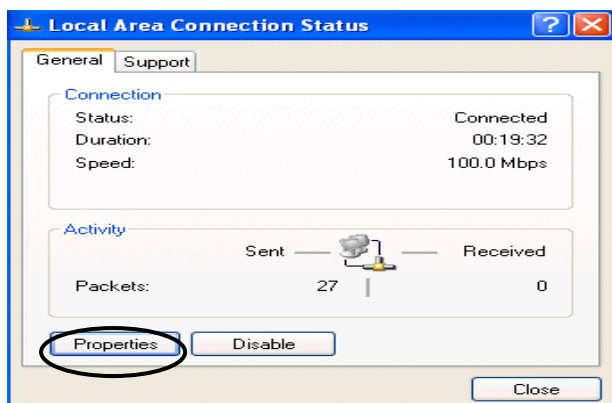 Local Area Connection Status
General Support
Connection
Status: Connected
Duration: 00:19:32
Speed: 100.0 Mbps
Activity
Sent Received
Packets: 27 0
Properties Disable
Close